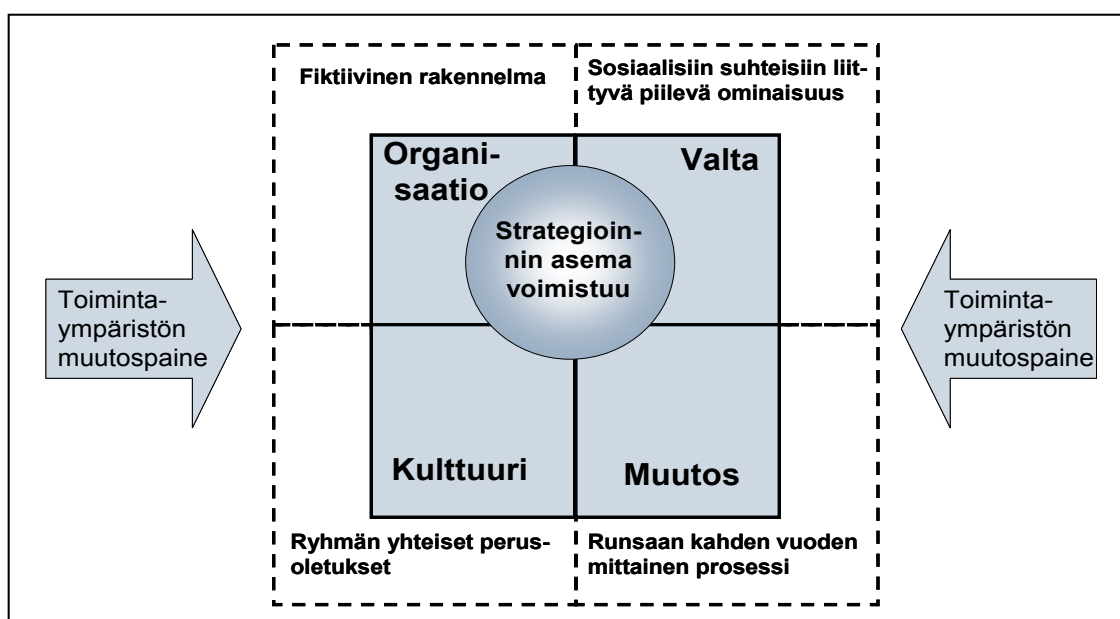 Fiktiivinen rakennelma
Sosiaalisiin suhteisiin liit-
tyvä piilevä ominaisuus
Organi-
saatio
Valta
Strategioin-
nin asema
voimistuu
Toiminta-
ympäristön
muutospaine
Toiminta-
ympäristön
muutospaine
Kulttuuri
Muutos
Ryhmän yhteiset perus-
oletukset
Runsaan kahden vuoden
mittainen prosessi